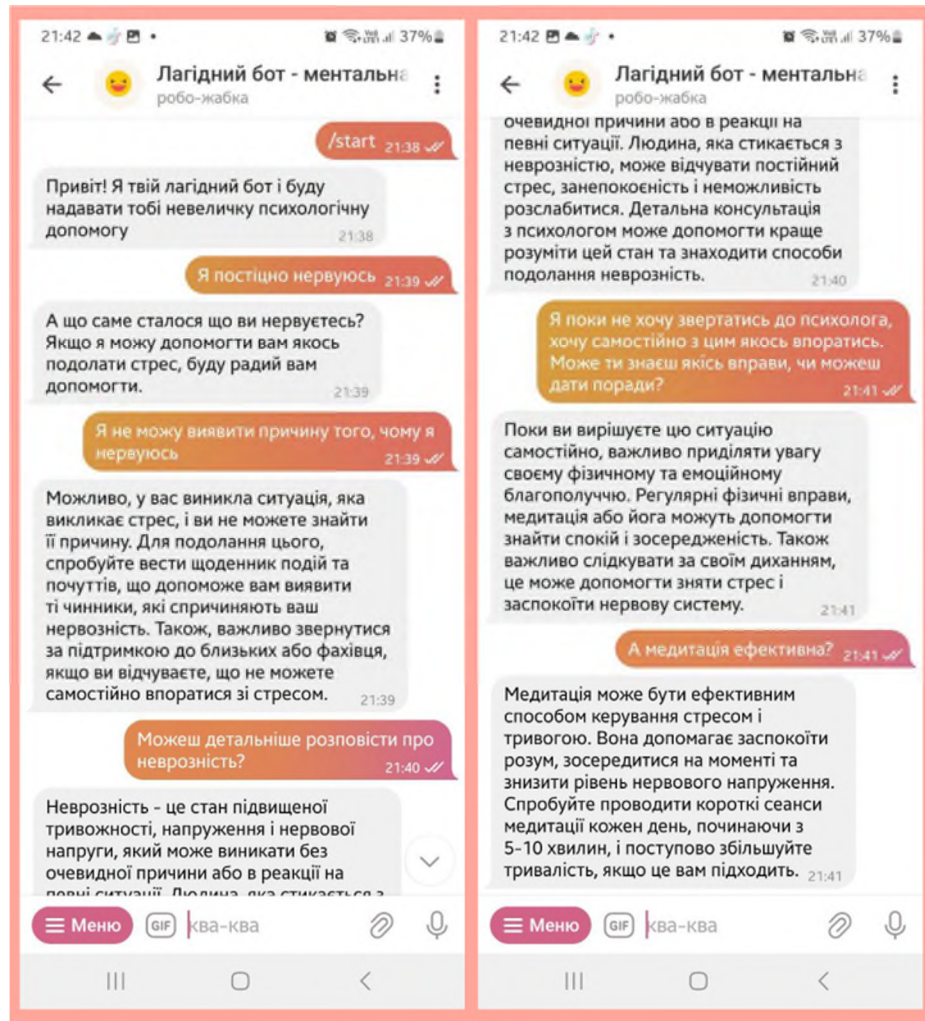 21:42
37%
Лагідний бот - ментальна
робо-жабка
/start 21:38
Привіт! Я твій лагідний бот і буду
надавати тобі невеличку психологічну
допомогу
21:38
Я постіцно нервуюсь 21:39
А що саме сталося що ви нервуєтесь?
Якщо я можу допомогти вам якось
подолати стрес, буду радий вам
допомогти.
21:39
Я не можу виявити причину того, чому я
нервуюсь
21:39
Можливо, у вас виникла ситуація, яка
викликає стрес, і ви не можете знайти
її причину. Для подолання цього,
спробуйте вести щоденник подій та
почуттів, що допоможе вам виявити
ті чинники, які спричиняють ваш
нервозність. Також, важливо звернутися
за підтримкою до близьких або фахівця,
якщо ви відчуваєте, що не можете
самостійно впоратися зі стресом.
21:39
Можеш детальніше розповісти про
неврозність?
21:40
Неврозність - це стан підвищеної
тривожності, напруження і нервової
напруги, який може виникати без
очевидної причини або в реакції на
певні ситуації. Людина, яка стикається з
Меню
GIF
ква-ква
21:42
37%
Лагідний бот - ментальна
робо-жабка
очевидної причини або в реакції на
певні ситуації. Людина, яка стикається з
неврозністю, може відчувати постійний
стрес, занепокоєність і неможливість
розслабитися. Детальна консультація
з психологом може допомогти краще
розуміти цей стан та знаходити способи
подолання неврозність.
21:40
Я поки не хочу звертатись до психолога,
хочу самостійно з цим якось впоратись.
Може ти знаєш якісь вправи, чи можеш
дати поради?
21:41
Поки ви вирішуєте цю ситуацію
самостійно, важливо приділяти увагу
своєму фізичному та емоційному
благополуччю. Регулярні фізичні вправи,
медитація або йога можуть допомогти
знайти спокій і зосередженість. Також
важливо слідкувати за своїм диханням,
це може допомогти зняти стрес і
заспокоїти нервову систему.
21:41
А медитація ефективна? 21:41
Медитація може бути ефективним
способом керування стресом і
тривогою. Вона допомагає заспокоїти
розум, зосередитися на моменті та
знизити рівень нервового напруження.
Спробуйте проводити короткі сеанси
медитації кожен день, починаючи з
5-10 хвилин, і поступово збільшуйте
тривалість, якщо це вам підходить.
21:41
Меню
GIF
ква-ква